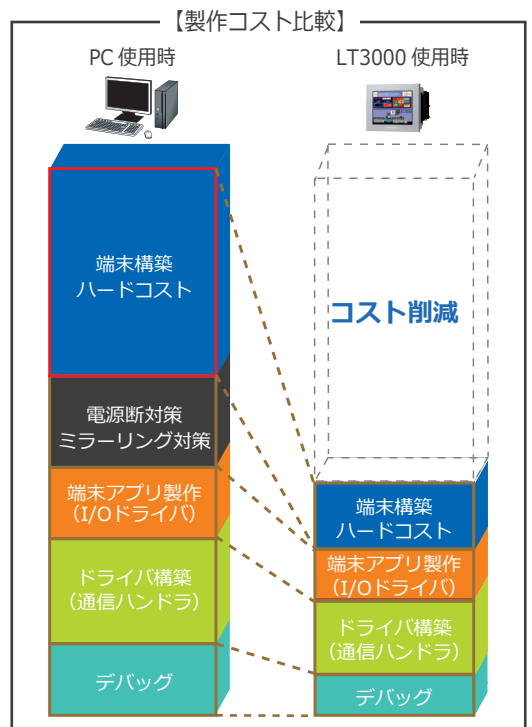 【製作コスト比較】
PC 使用時
LT3000 使用時
端末構築
ハードコスト
電源断対策
ミラーリング対策
端末アプリ製作
（I/Oドライバ）
ドライバ構築
（通信ハンドラ）
デバッグ
コスト削減
端末構築
ハードコスト
端末アプリ製作
（I/Oドライバ）
ドライバ構築
（通信ハンドラ）
デバッグ